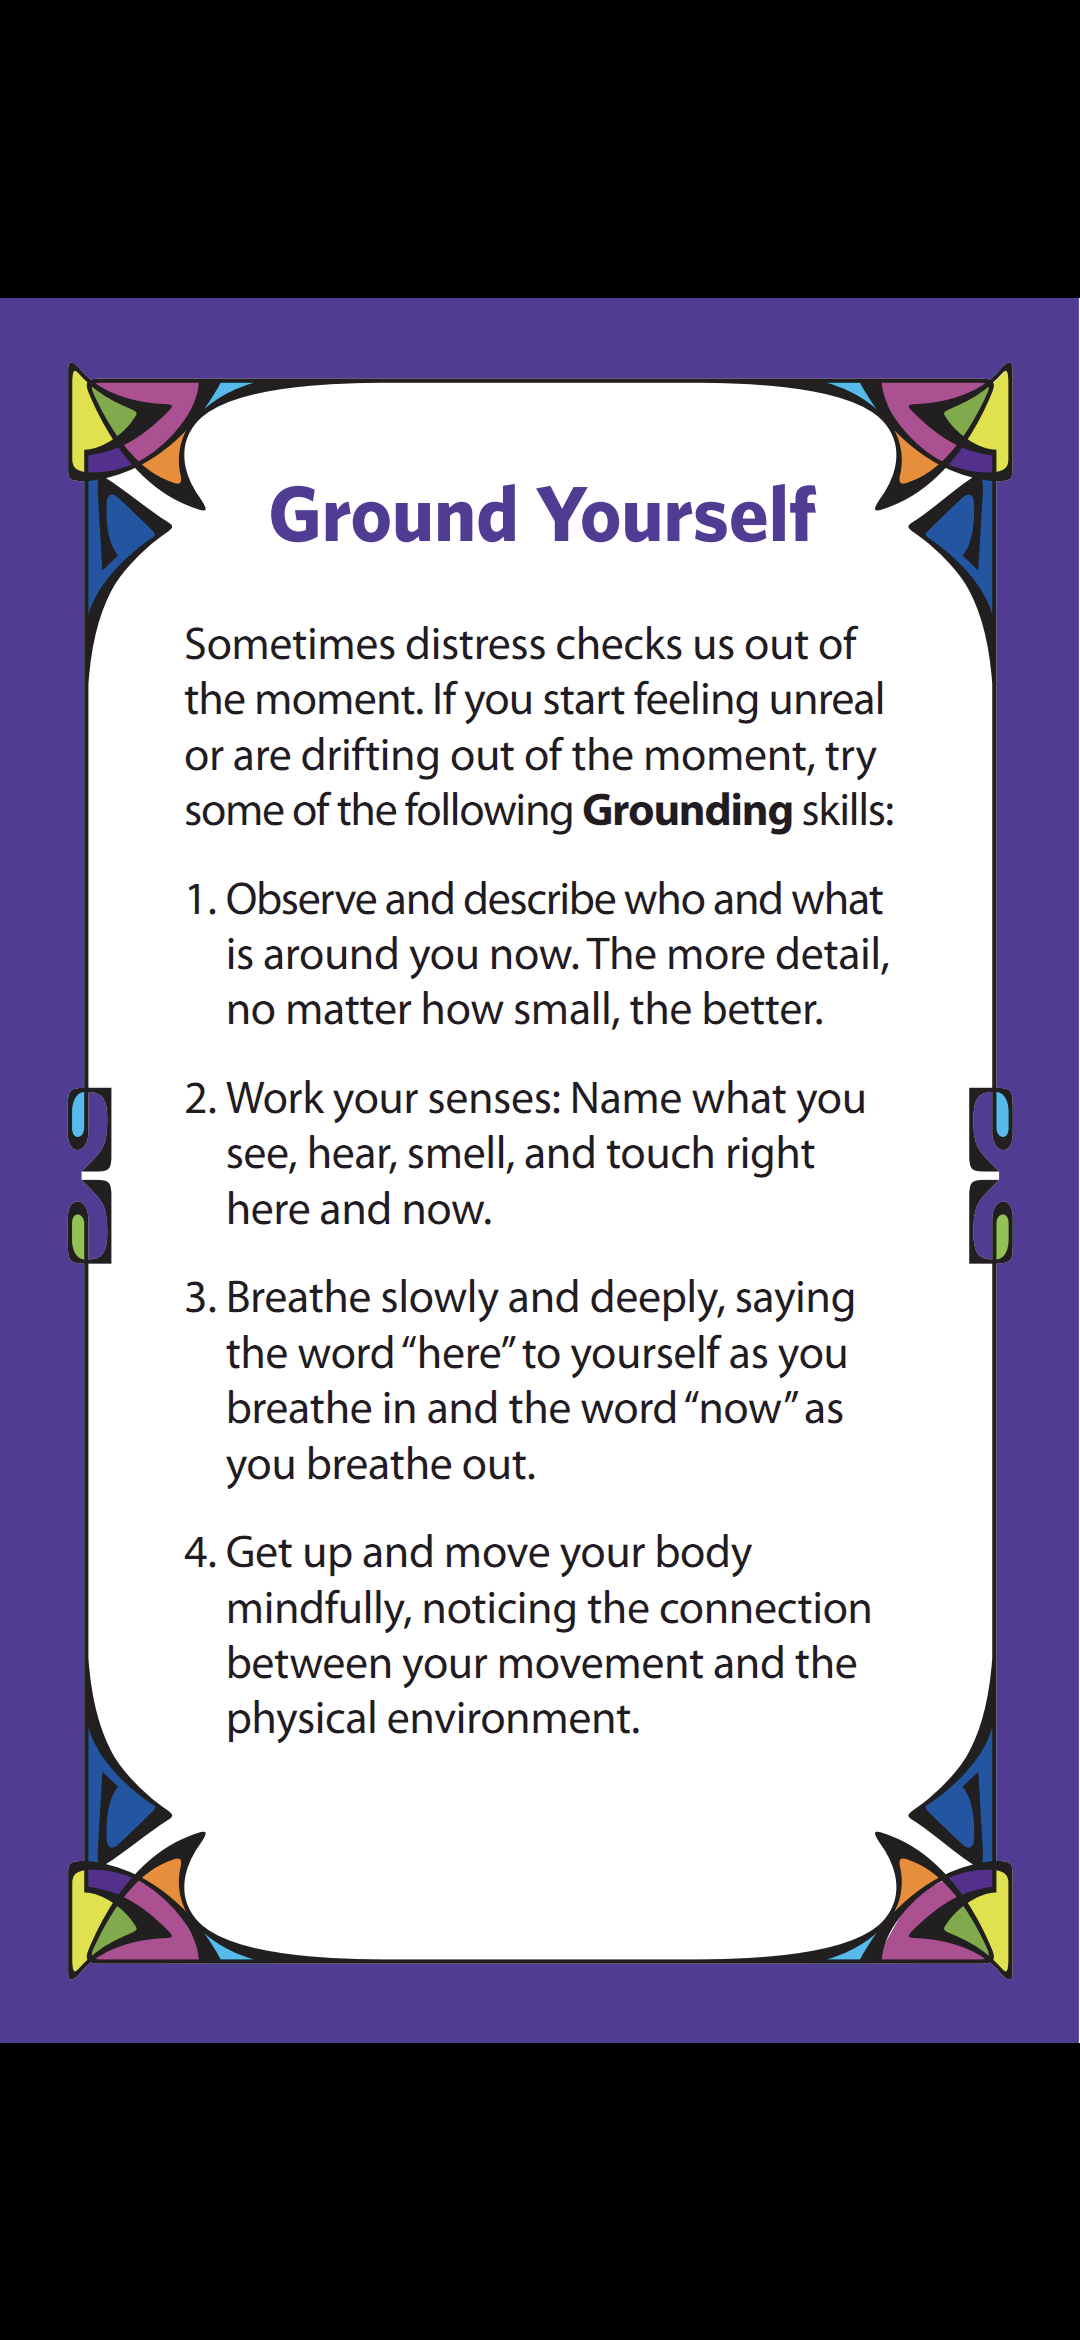 Ground Yourself
Sometimes distress checks us out of
the moment. If you start feeling unreal
or are drifting out of the moment, try
some of the following Grounding skills:
1. Observe and describe who and what
is around you now. The more detail,
no matter how small, the better.
2. Work your senses: Name what you
see, hear, smell, and touch right
here and now.
3. Breathe slowly and deeply, saying
the word “here” to yourself as you
breathe in and the word “now” as
you breathe out.
4. Get up and move your body
mindfully, noticing the connection
between your movement and the
physical environment.